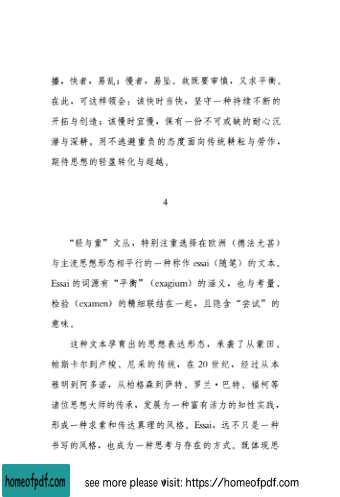 播，快者，易乱；慢者，易坠。故既要审慎，又求平衡。
在此，可这样领会：该快时当快，坚守一种持续不断的
开拓与创造；该慢时宜慢，保有一份不可或缺的耐心沉
潜与深耕。用不逃避重负的态度面向传统耕耘与劳作，
期待思想的轻盈转化与超越。
4
“轻与重”文丛，特别注重选择在欧洲（德法尤甚）
与主流思想形态相平行的一种称作 essai（随笔）的文本。
Essai 的词源有“平衡”（exagium）的涵义，也与考量、
检验（examen）的精细联结在一起，且隐含“尝试”的
意味。
这种文本孕育出的思想表达形态，承袭了从蒙田、
帕斯卡尔到卢梭、尼采的传统，在 20 世纪，经过从本
雅明到阿多诺，从柏格森到萨特、罗兰·巴特、福柯等
诸位思想大师的传承，发展为一种富有活力的知性实践，
形成一种求索和传达真理的风格。Essai，远不只是一种
书写的风格，也成为一种思考与存在的方式。既体现思
homeofpdf.com
see more please visit: https://homeofpdf.com